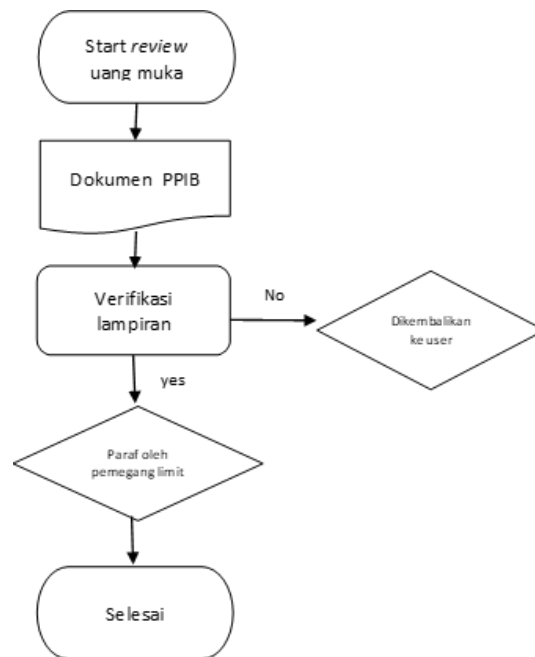 Start review
uang muka
Dokumen PPIB
Verifikasi
lampiran
No
Dikembalikan
ke user
yes
Paraf oleh
pemegang limit
Selesai